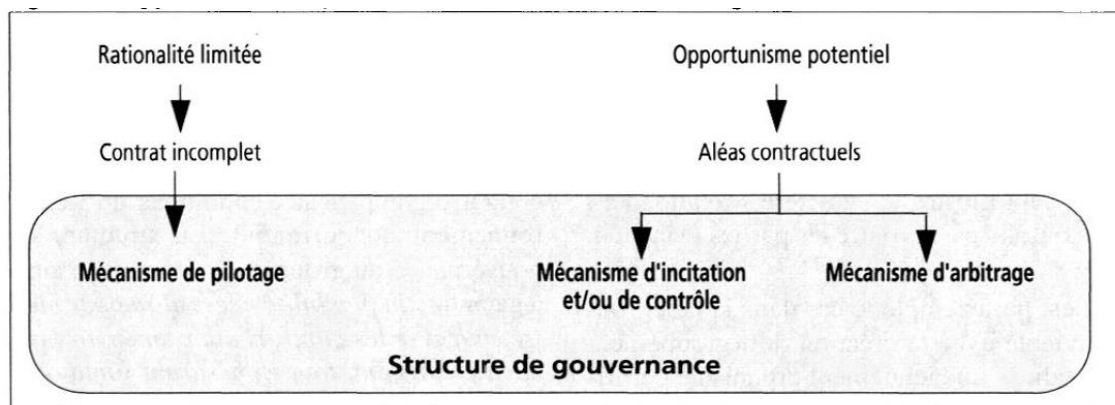 Rationalité limitée
Opportunisme potentiel
Contrat incomplet
Aléas contractuels
Mécanisme de pilotage
Mécanisme d'incitation
et/ou de contrôle
Mécanisme d'arbitrage
Structure de gouvernance